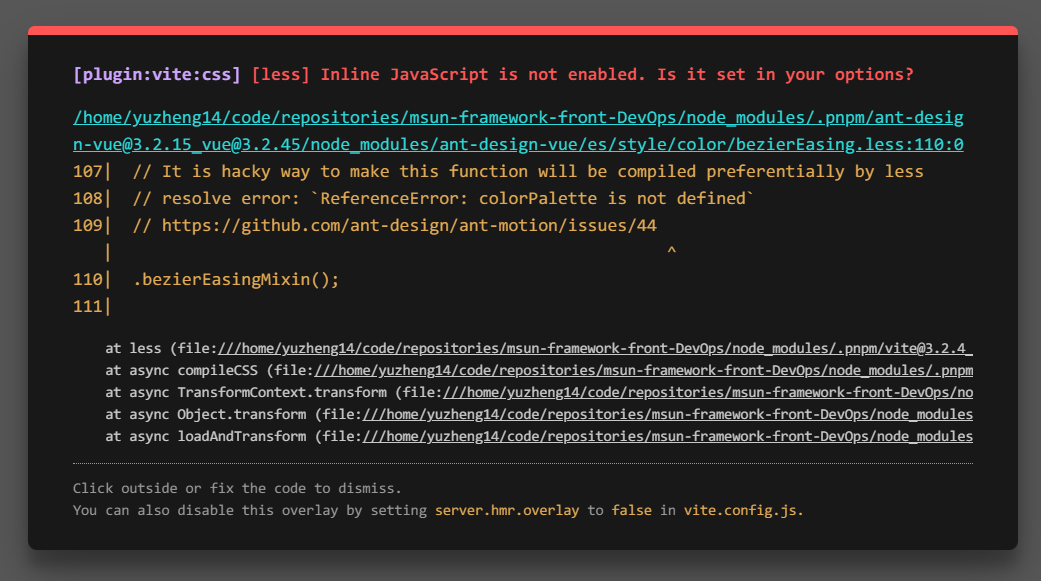 [plugin:vite:css] [less] Inline JavaScript is not enabled. Is it set in your options?
/home/yuzheng14/code/repositories/msun-framework-front-DevOps/node_modules/.pnpm/ant-desig
n-vue@3.2.15_vue@3.2.45/node_modules/ant-design-vue/es/style/color/bezierEasing.less:110:0
107|  // It is hacky way to make this function will be compiled preferentially by less
108|  // resolve error: `ReferenceError: colorPalette is not defined`
109|  // https://github.com/ant-design/ant-motion/issues/44
   |                                                        ^
110|  .bezierEasingMixin();
111|
at less (file:///home/yuzheng14/code/repositories/msun-framework-front-DevOps/node_modules/.pnpm/vite@3.2.4_
at async compileCSS (file:///home/yuzheng14/code/repositories/msun-framework-front-DevOps/node_modules/.pnpm
at async TransformContext.transform (file:///home/yuzheng14/code/repositories/msun-framework-front-DevOps/no
at async Object.transform (file:///home/yuzheng14/code/repositories/msun-framework-front-DevOps/node_modules
at async loadAndTransform (file:///home/yuzheng14/code/repositories/msun-framework-front-DevOps/node_modules
Click outside or fix the code to dismiss.
You can also disable this overlay by setting server.hmr.overlay to false in vite.config.js.